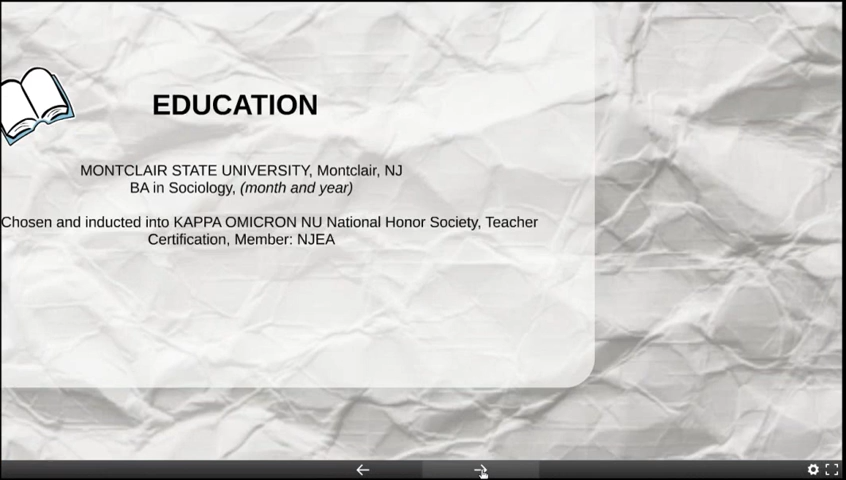 EDUCATION
MONTCLAIR STATE UNIVERSITY, Montclair, NJ
BA in Sociology, (month and year)
Chosen and inducted into KAPPA OMICRON NU National Honor Society, Teacher
Certification, Member: NJEA